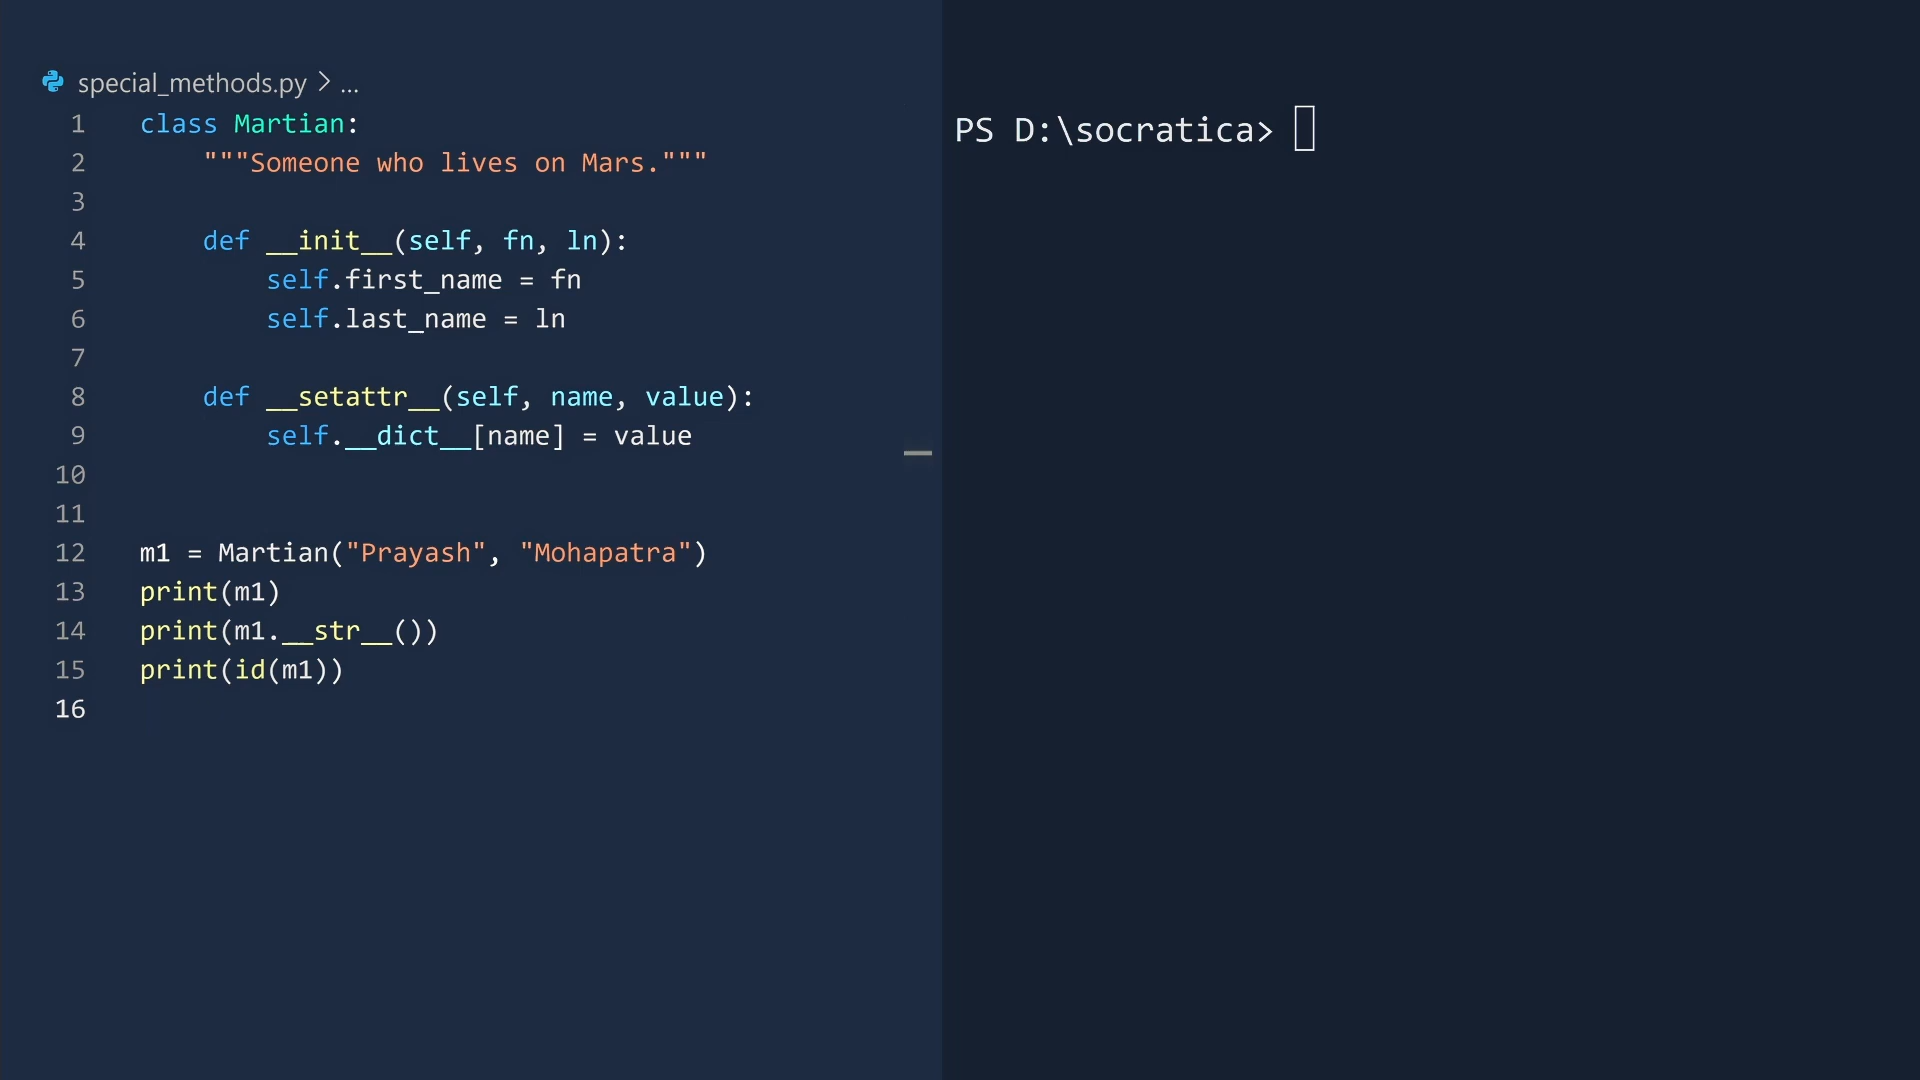 special_methods.py > ...
1 class Martian:
2     """Someone who lives on Mars."""
3
4     def __init__(self, fn, ln):
5         self.first_name = fn
6         self.last_name = ln
7
8     def __setattr__(self, name, value):
9         self.__dict__[name] = value
10
11
12 m1 = Martian("Prayash", "Mohapatra")
13 print(m1)
14 print(m1.__str__())
15 print(id(m1))
16
PS D:\socratica>